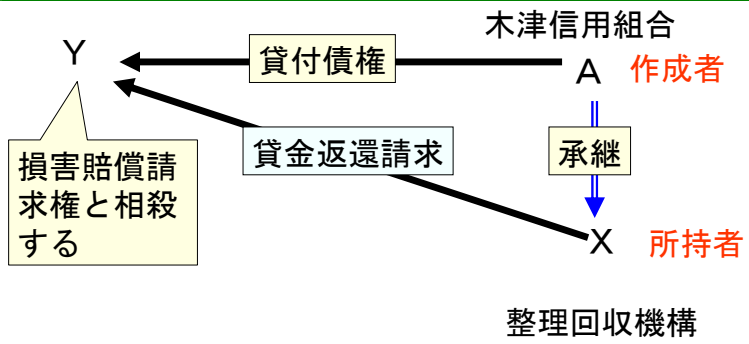 木津信用組合
Y
貸付債権
A
作成者
損害賠償請
求権と相殺
する
貸金返還請求
承継
X
所持者
整理回収機構